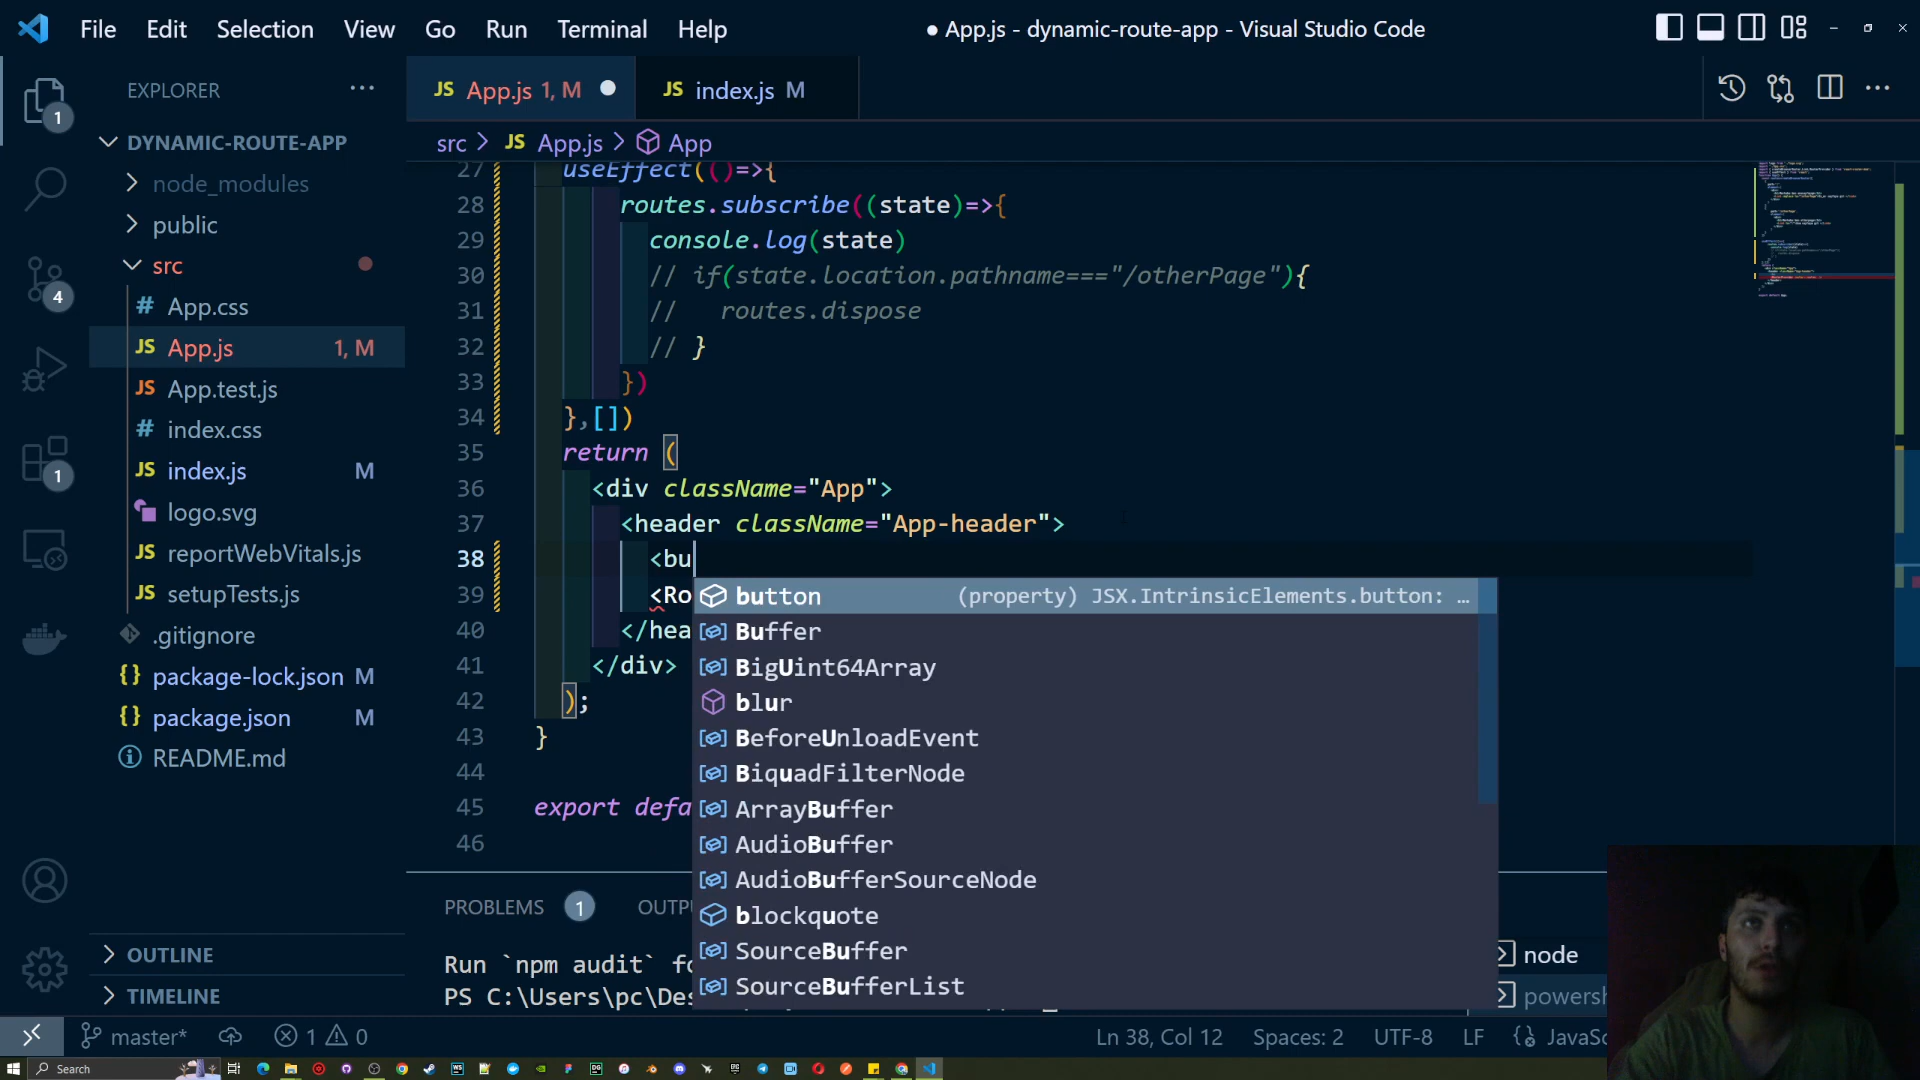 File Edit Selection View Go Run Terminal Help
● App.js - dynamic-route-app - Visual Studio Code
EXPLORER
DYNAMIC-ROUTE-APP
node_modules
public
src
# App.css
JS App.js 1, M
JS App.test.js
# index.css
JS index.js M
logo.svg
JS reportWebVitals.js
JS setupTests.js
.gitignore
{} package-lock.json M
{} package.json M
README.md
OUTLINE
TIMELINE
1
4
1
JS App.js 1, M
JS index.js M
src > JS App.js > App
27 useEffect(()=>{
28 routes.subscribe((state)=>{
29 console.log(state)
30 // if(state.location.pathname==="/otherPage"){
31 // routes.dispose
32 // }
33 })
34 },[])
35 return (
36 <div className="App">
37 <header className="App-header">
38 <bu
39 <Ro
40 </hea
41 </div>
42 );
43 }
44
45 export defa
46
button (property) JSX.IntrinsicElements.button: …
Buffer
BigUint64Array
blur
BeforeUnloadEvent
BiquadFilterNode
ArrayBuffer
AudioBuffer
AudioBufferSourceNode
blockquote
SourceBuffer
SourceBufferList
PROBLEMS 1 OUTPU
Run `npm audit` fo
PS C:\Users\pc\Des
node
powersh
master* 1 0
Ln 38, Col 12 Spaces: 2 UTF-8 LF {} JavaSc
Search